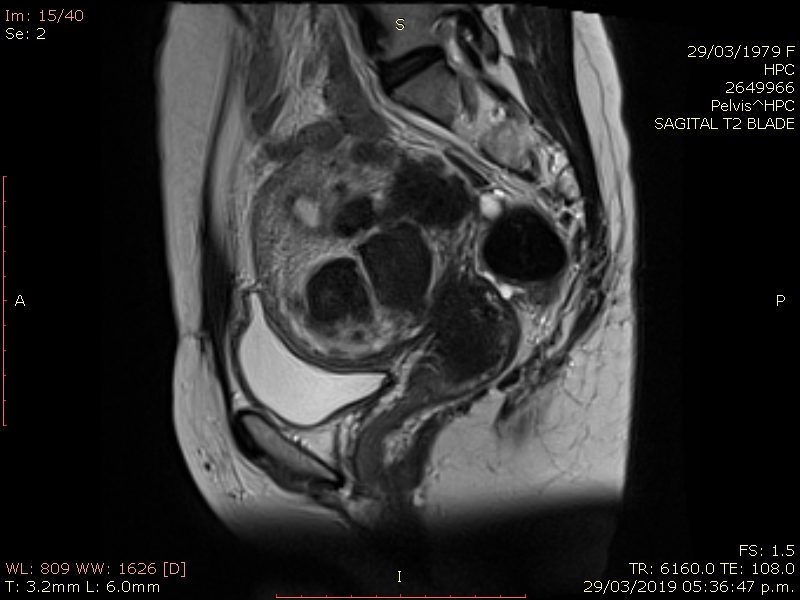 Im: 15/40
Se: 2
S
29/03/1979 F
HPC
2649966
Pelvis^HPC
SAGITAL T2 BLADE
A
P
I
WL: 809 WW: 1626 [D]
T: 3.2mm L: 6.0mm
FS: 1.5
TR: 6160.0 TE: 108.0
29/03/2019 05:36:47 p.m.